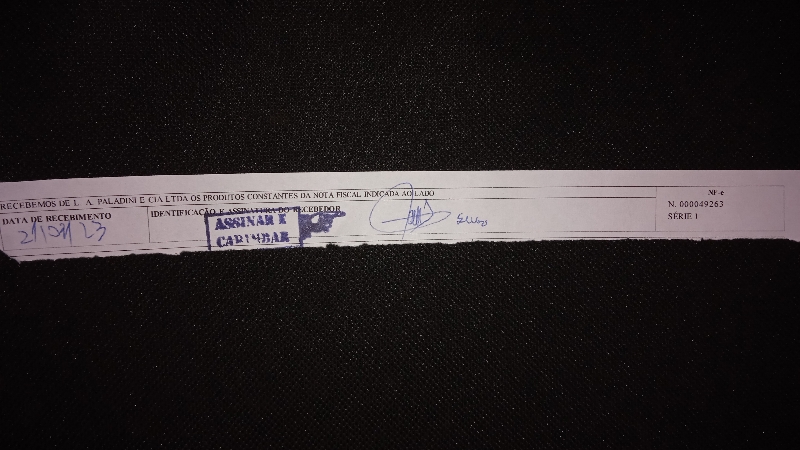 RECEBEMOS DE L. A. PALADINI E CIA LTDA OS PRODUTOS CONSTANTES DA NOTA FISCAL INDICADA AO LADO
DATA DE RECEBIMENTO
IDENTIFICAÇÃO E ASSINATURA DO RECEBEDOR
ASSINAR E
CARIMBAR
NF-e
N. 000049263
SÉRIE 1